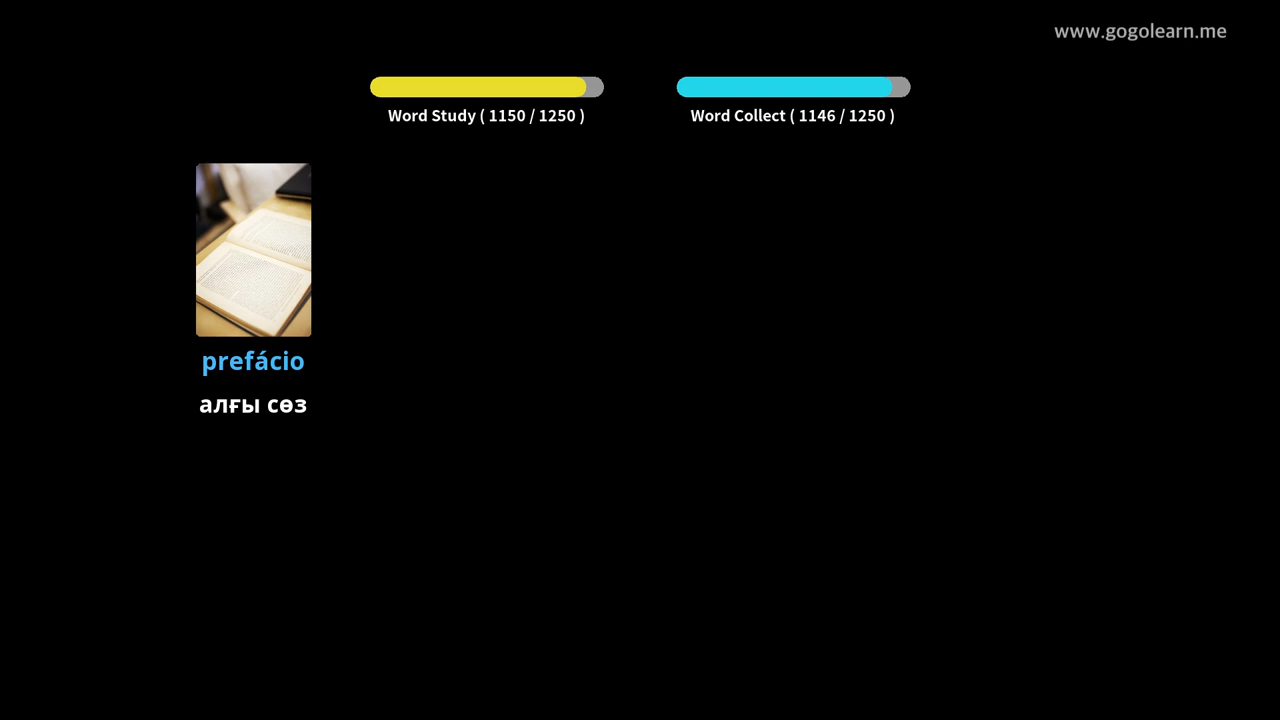 www.gogolearn.me
Word Study ( 1150 / 1250 )
Word Collect ( 1146 / 1250 )
prefácio
алғы сөз